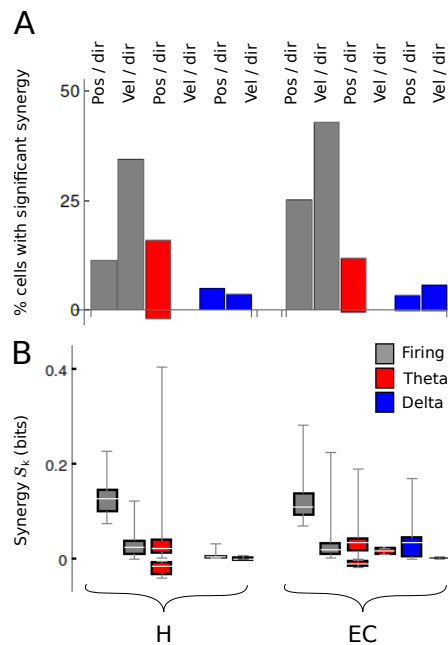 A
Pos / dir
Vel / dir
Pos / dir
Vel / dir
Pos / dir
Vel / dir
Pos / dir
Vel / dir
Pos / dir
Vel / dir
Pos / dir
Vel / dir
% cells with significant synergy
50
25
0
B
Firing
Theta
Delta
Synergy Sₖ (bits)
0.4
0.2
0
H
EC